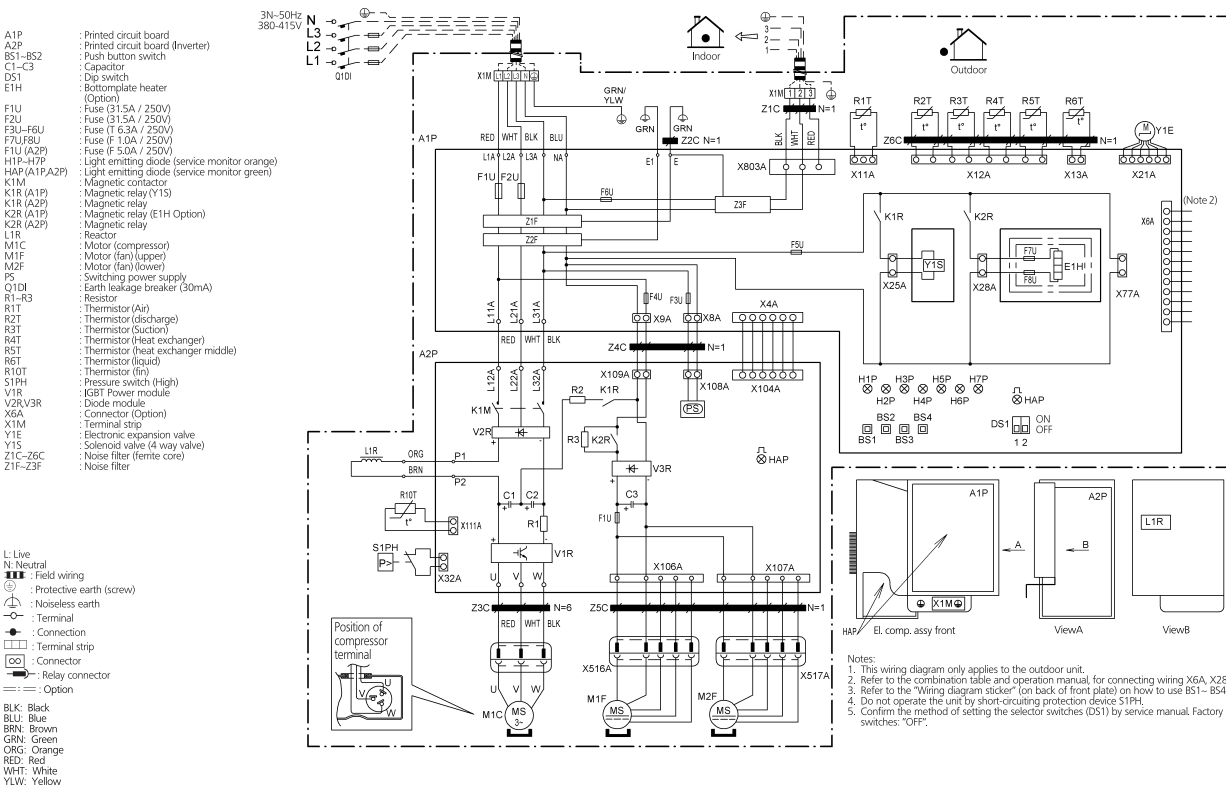 A1P : Printed circuit board
A2P : Printed circuit board (Inverter)
BS1~BS2 : Push button switch
C1~C3 : Capacitor
DS1 : Dip switch
E1H : Bottomplate heater
(Option)
F1U : Fuse (31.5A / 250V)
F2U : Fuse (31.5A / 250V)
F3U~F6U : Fuse (T 6.3A / 250V)
F7U,F8U : Fuse (F 1.0A / 250V)
F1U (A2P) : Fuse (F 5.0A / 250V)
H1P~H7P : Light emitting diode (service monitor orange)
HAP (A1P,A2P) : Light emitting diode (service monitor green)
K1M : Magnetic contactor
K1R (A1P) : Magnetic relay (Y1S)
K1R (A2P) : Magnetic relay
K2R (A1P) : Magnetic relay (E1H Option)
K2R (A2P) : Magnetic relay
L1R : Reactor
M1C : Motor (compressor)
M1F : Motor (fan) (upper)
M2F : Motor (fan) (lower)
PS : Switching power supply
Q1DI : Earth leakage breaker (30mA)
R1~R3 : Resistor
R1T : Thermistor (Air)
R2T : Thermistor (discharge)
R3T : Thermistor (Suction)
R4T : Thermistor (Heat exchanger)
R5T : Thermistor (heat exchanger middle)
R6T : Thermistor (liquid)
R10T : Thermistor (fin)
S1PH : Pressure switch (High)
V1R : IGBT Power module
V2R,V3R : Diode module
X6A : Connector (Option)
X1M : Terminal strip
Y1E : Electronic expansion valve
Y1S : Solenoid valve (4 way valve)
Z1C~Z6C : Noise filter (ferrite core)
Z1F~Z3F : Noise filter
L: Live
N: Neutral
: Field wiring
: Protective earth (screw)
: Noiseless earth
: Terminal
: Connection
: Terminal strip
: Connector
: Relay connector
: Option
BLK: Black
BLU: Blue
BRN: Brown
GRN: Green
ORG: Orange
RED: Red
WHT: White
YLW: Yellow
3N~50Hz
380-415V
N
L3
L2
L1
Q1DI
X1M L1 L2 L3 N
GRN/
YLW
Indoor
3
2
1
Outdoor
X1M 1 2 3
Z1C N=1
BLK WHT RED
X803A
GRN GRN
Z2C N=1
A1P
RED WHT BLK BLU
L1A L2A L3A NA E1 E
F1U F2U
F6U
Z3F
Z1F
Z2F
F5U
R1T R2T R3T R4T R5T R6T
t° t° t° t° t° t°
Z6C N=1
X11A X12A X13A
M Y1E
X21A
K1R K2R
Y1S
X25A
F7U
F8U
E1H
X28A
X77A
X6A
(Note 2)
L11A L21A L31A
F4U F3U
X9A X8A
X4A
RED WHT BLK
Z4C N=1
A2P
L12A L22A L32A
X109A X108A
X104A
PS
K1M
R2 K1R
V2R
R3 K2R
V3R
HAP
H1P H3P H5P H7P
H2P H4P H6P
HAP
BS2 BS4
BS1 BS3
DS1 ON
OFF
1 2
L1R
ORG P1
BRN P2
R10T
t°
X111A
C1 C2
R1
C3
F1U
V1R
S1PH
P>
X32A
U V W
X106A X107A
Z3C N=6
Z5C N=1
RED WHT BLK
Position of
compressor
terminal
U
V
W
X516A
X517A
U V W
M1C MS
3~
M1F MS
M2F MS
A1P
X1M
HAP
El. comp. assy front
A
A2P
B
ViewA
L1R
ViewB
Notes:
1. This wiring diagram only applies to the outdoor unit.
2. Refer to the combination table and operation manual, for connecting wiring X6A, X28
3. Refer to the "Wiring diagram sticker" (on back of front plate) on how to use BS1~ BS4
4. Do not operate the unit by short-circuiting protection device S1PH.
5. Confirm the method of setting the selector switches (DS1) by service manual. Factory
switches: "OFF".